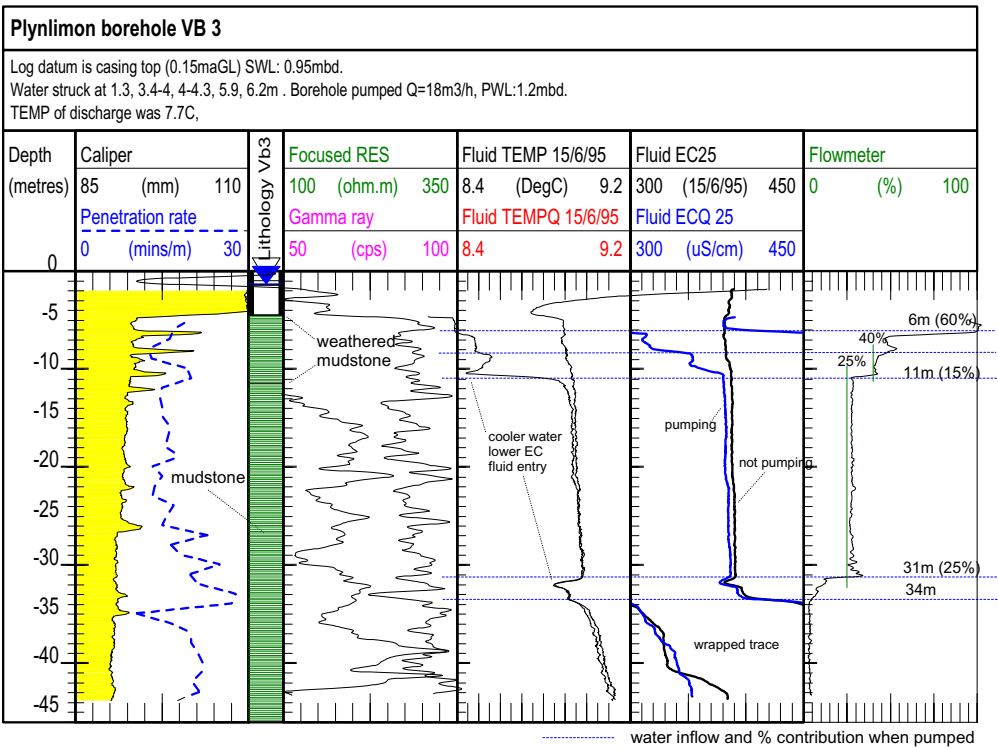 Plynlimon borehole VB 3
Log datum is casing top (0.15maGL) SWL: 0.95mbd.
Water struck at 1.3, 3.4-4, 4-4.3, 5.9, 6.2m . Borehole pumped Q=18m3/h, PWL:1.2mbd.
TEMP of discharge was 7.7C,
Depth
(metres)
0
Caliper
85 (mm) 110
Penetration rate
0 (mins/m) 30
Lithology Vb3
Focused RES
100 (ohm.m) 350
Gamma ray
50 (cps) 100
Fluid TEMP 15/6/95
8.4 (DegC) 9.2
Fluid TEMPQ 15/6/95
8.4 9.2
Fluid EC25
300 (15/6/95) 450
Fluid ECQ 25
300 (uS/cm) 450
Flowmeter
0 (%) 100
-5
-10
-15
-20
-25
-30
-35
-40
-45
weathered
mudstone
mudstone
cooler water
lower EC
fluid entry
pumping
not pumping
wrapped trace
6m (60%)
40%
25%
11m (15%)
31m (25%)
34m
water inflow and % contribution when pumped